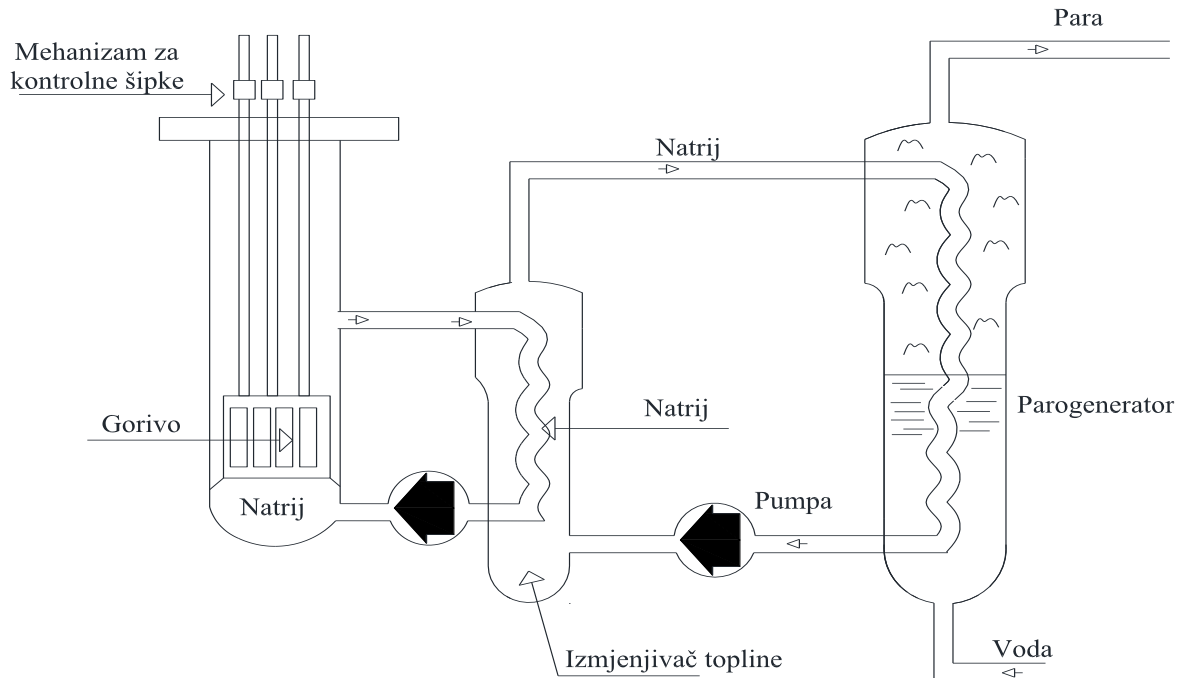 Para
Mehanizam za
kontrolne šipke
Natrij
Natrij
Parogenerator
Gorivo
Natrij
Pumpa
Izmjenjivač topline
Voda